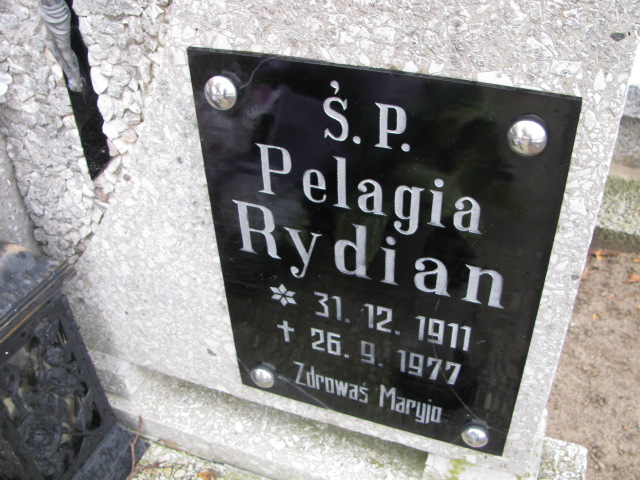 Ś. P.
Pelagia
Rydian
* 31. 12. 1911
+ 26. 9. 1977
Zdrowaś Maryjo